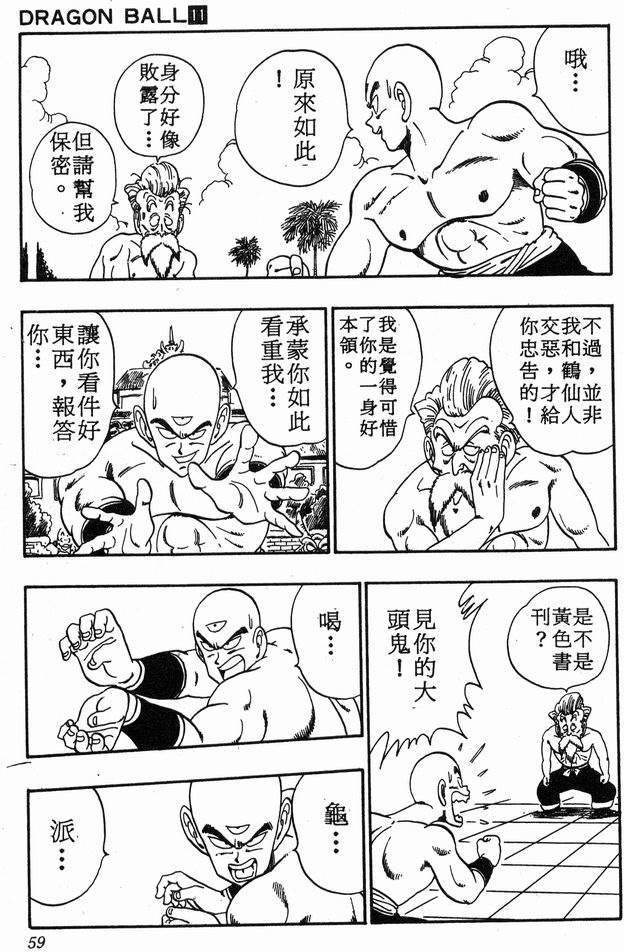 DRAGON BALL 11
哦…
原來如此
!
身分好像
敗露了…
但請幫我
保密。
不過，並非
我和鶴仙人
交惡，才給
你忠告的！
我是覺得可惜
了你的一身好
本領。
承蒙你如此
看重我…
讓你看件好
東西，報答
你…
是不是
黃色書
刊？
見你的大
頭鬼！
喝…
龜…
派…
59